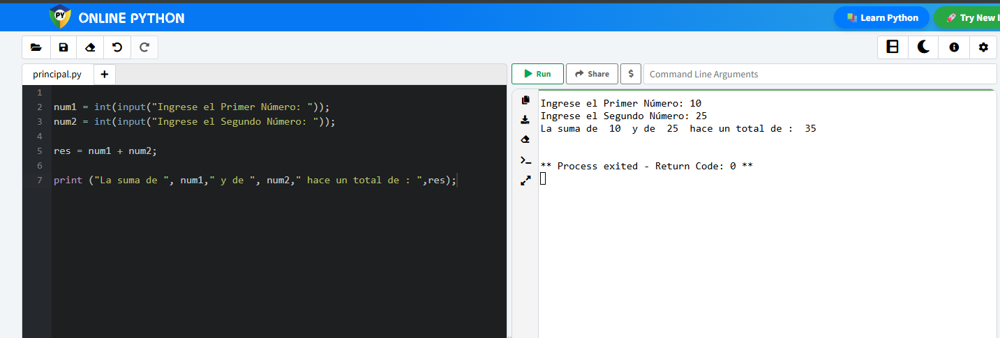 PY ONLINE PYTHON
Learn Python
Try New
principal.py
+
Run
Share
$
Command Line Arguments
1
2 num1 = int(input("Ingrese el Primer Número: "));
3 num2 = int(input("Ingrese el Segundo Número: "));
4
5 res = num1 + num2;
6
7 print ("La suma de ", num1," y de ", num2," hace un total de : ",res);
Ingrese el Primer Número: 10
Ingrese el Segundo Número: 25
La suma de  10  y de  25  hace un total de :  35
** Process exited - Return Code: 0 **